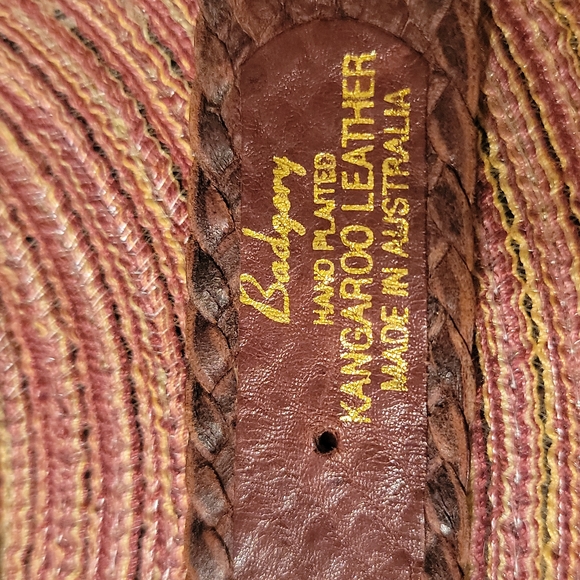 Badgery
HAND PLAITED
KANGAROO LEATHER
MADE IN AUSTRALIA